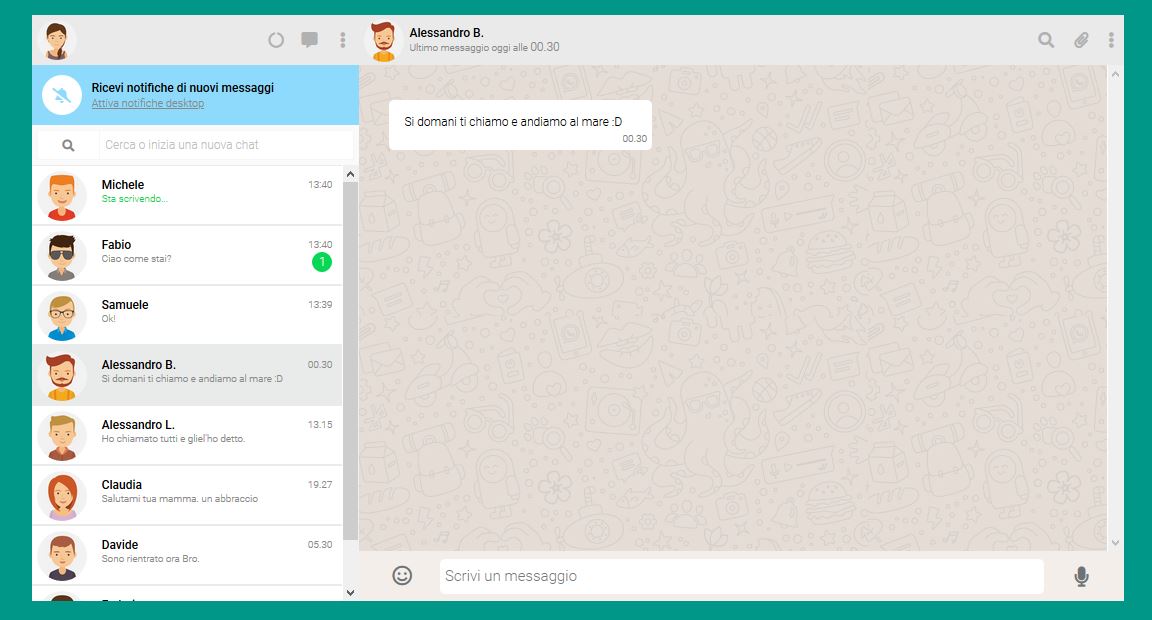 Alessandro B.
Ultimo messaggio oggi alle 00.30
Ricevi notifiche di nuovi messaggi
Attiva notifiche desktop
Cerca o inizia una nuova chat
Michele 13:40
Sta scrivendo...
Fabio 13:40
Ciao come stai? 1
Samuele 13:39
Ok!
Alessandro B. 00.30
Si domani ti chiamo e andiamo al mare :D
Alessandro L. 13.15
Ho chiamato tutti e gliel'ho detto.
Claudia 19.27
Salutami tua mamma. un abbraccio
Davide 05.30
Sono rientrato ora Bro.
Si domani ti chiamo e andiamo al mare :D
00.30
Scrivi un messaggio